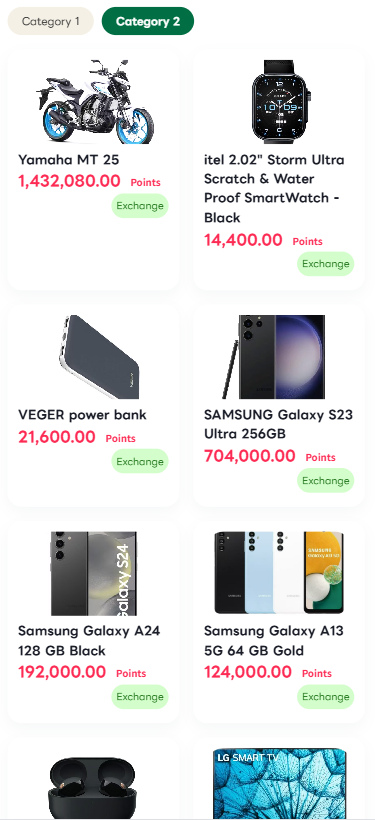 Category 1
Category 2
Yamaha MT 25
1,432,080.00 Points
Exchange
itel 2.02" Storm Ultra
Scratch & Water
Proof SmartWatch -
Black
14,400.00 Points
Exchange
VEGER power bank
21,600.00 Points
Exchange
SAMSUNG Galaxy S23
Ultra 256GB
704,000.00 Points
Exchange
Galaxy S24
Samsung Galaxy A24
128 GB Black
192,000.00 Points
Exchange
SAMSUNG
Samsung Galaxy A13
5G 64 GB Gold
124,000.00 Points
Exchange
LG SMART TV